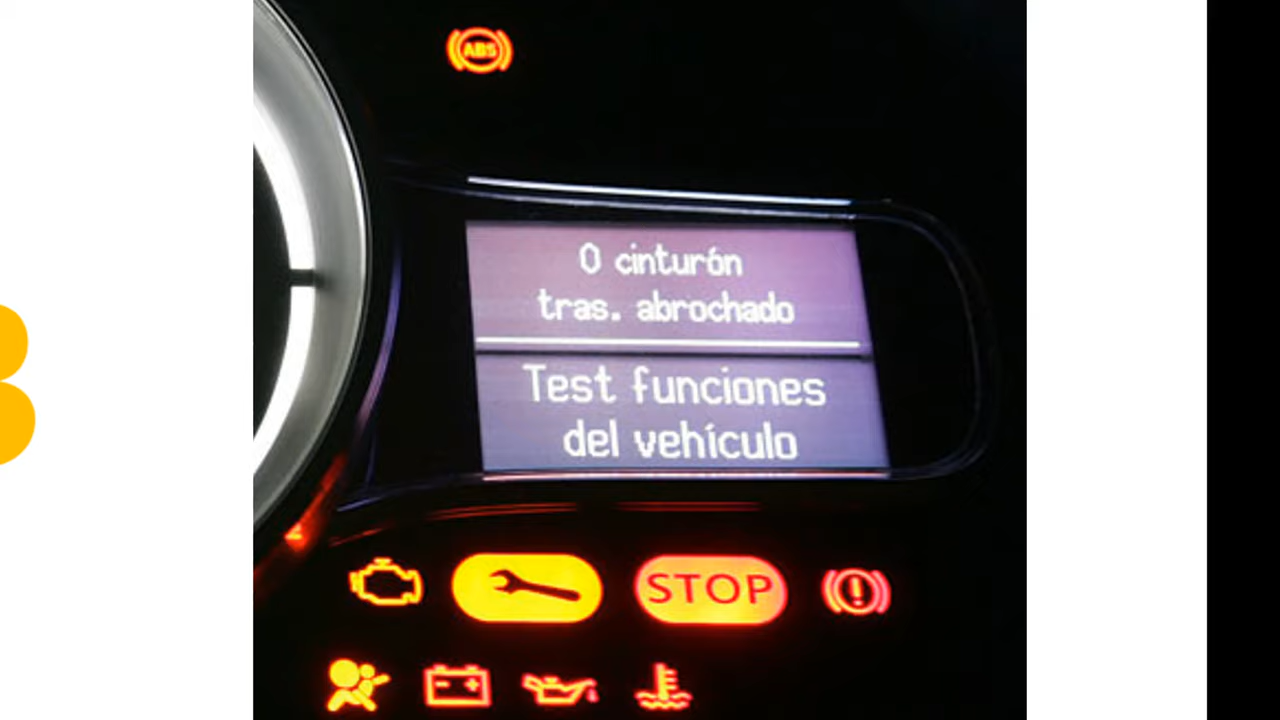 ABS
0 cinturón
tras. abrochado
Test funciones
del vehículo
STOP